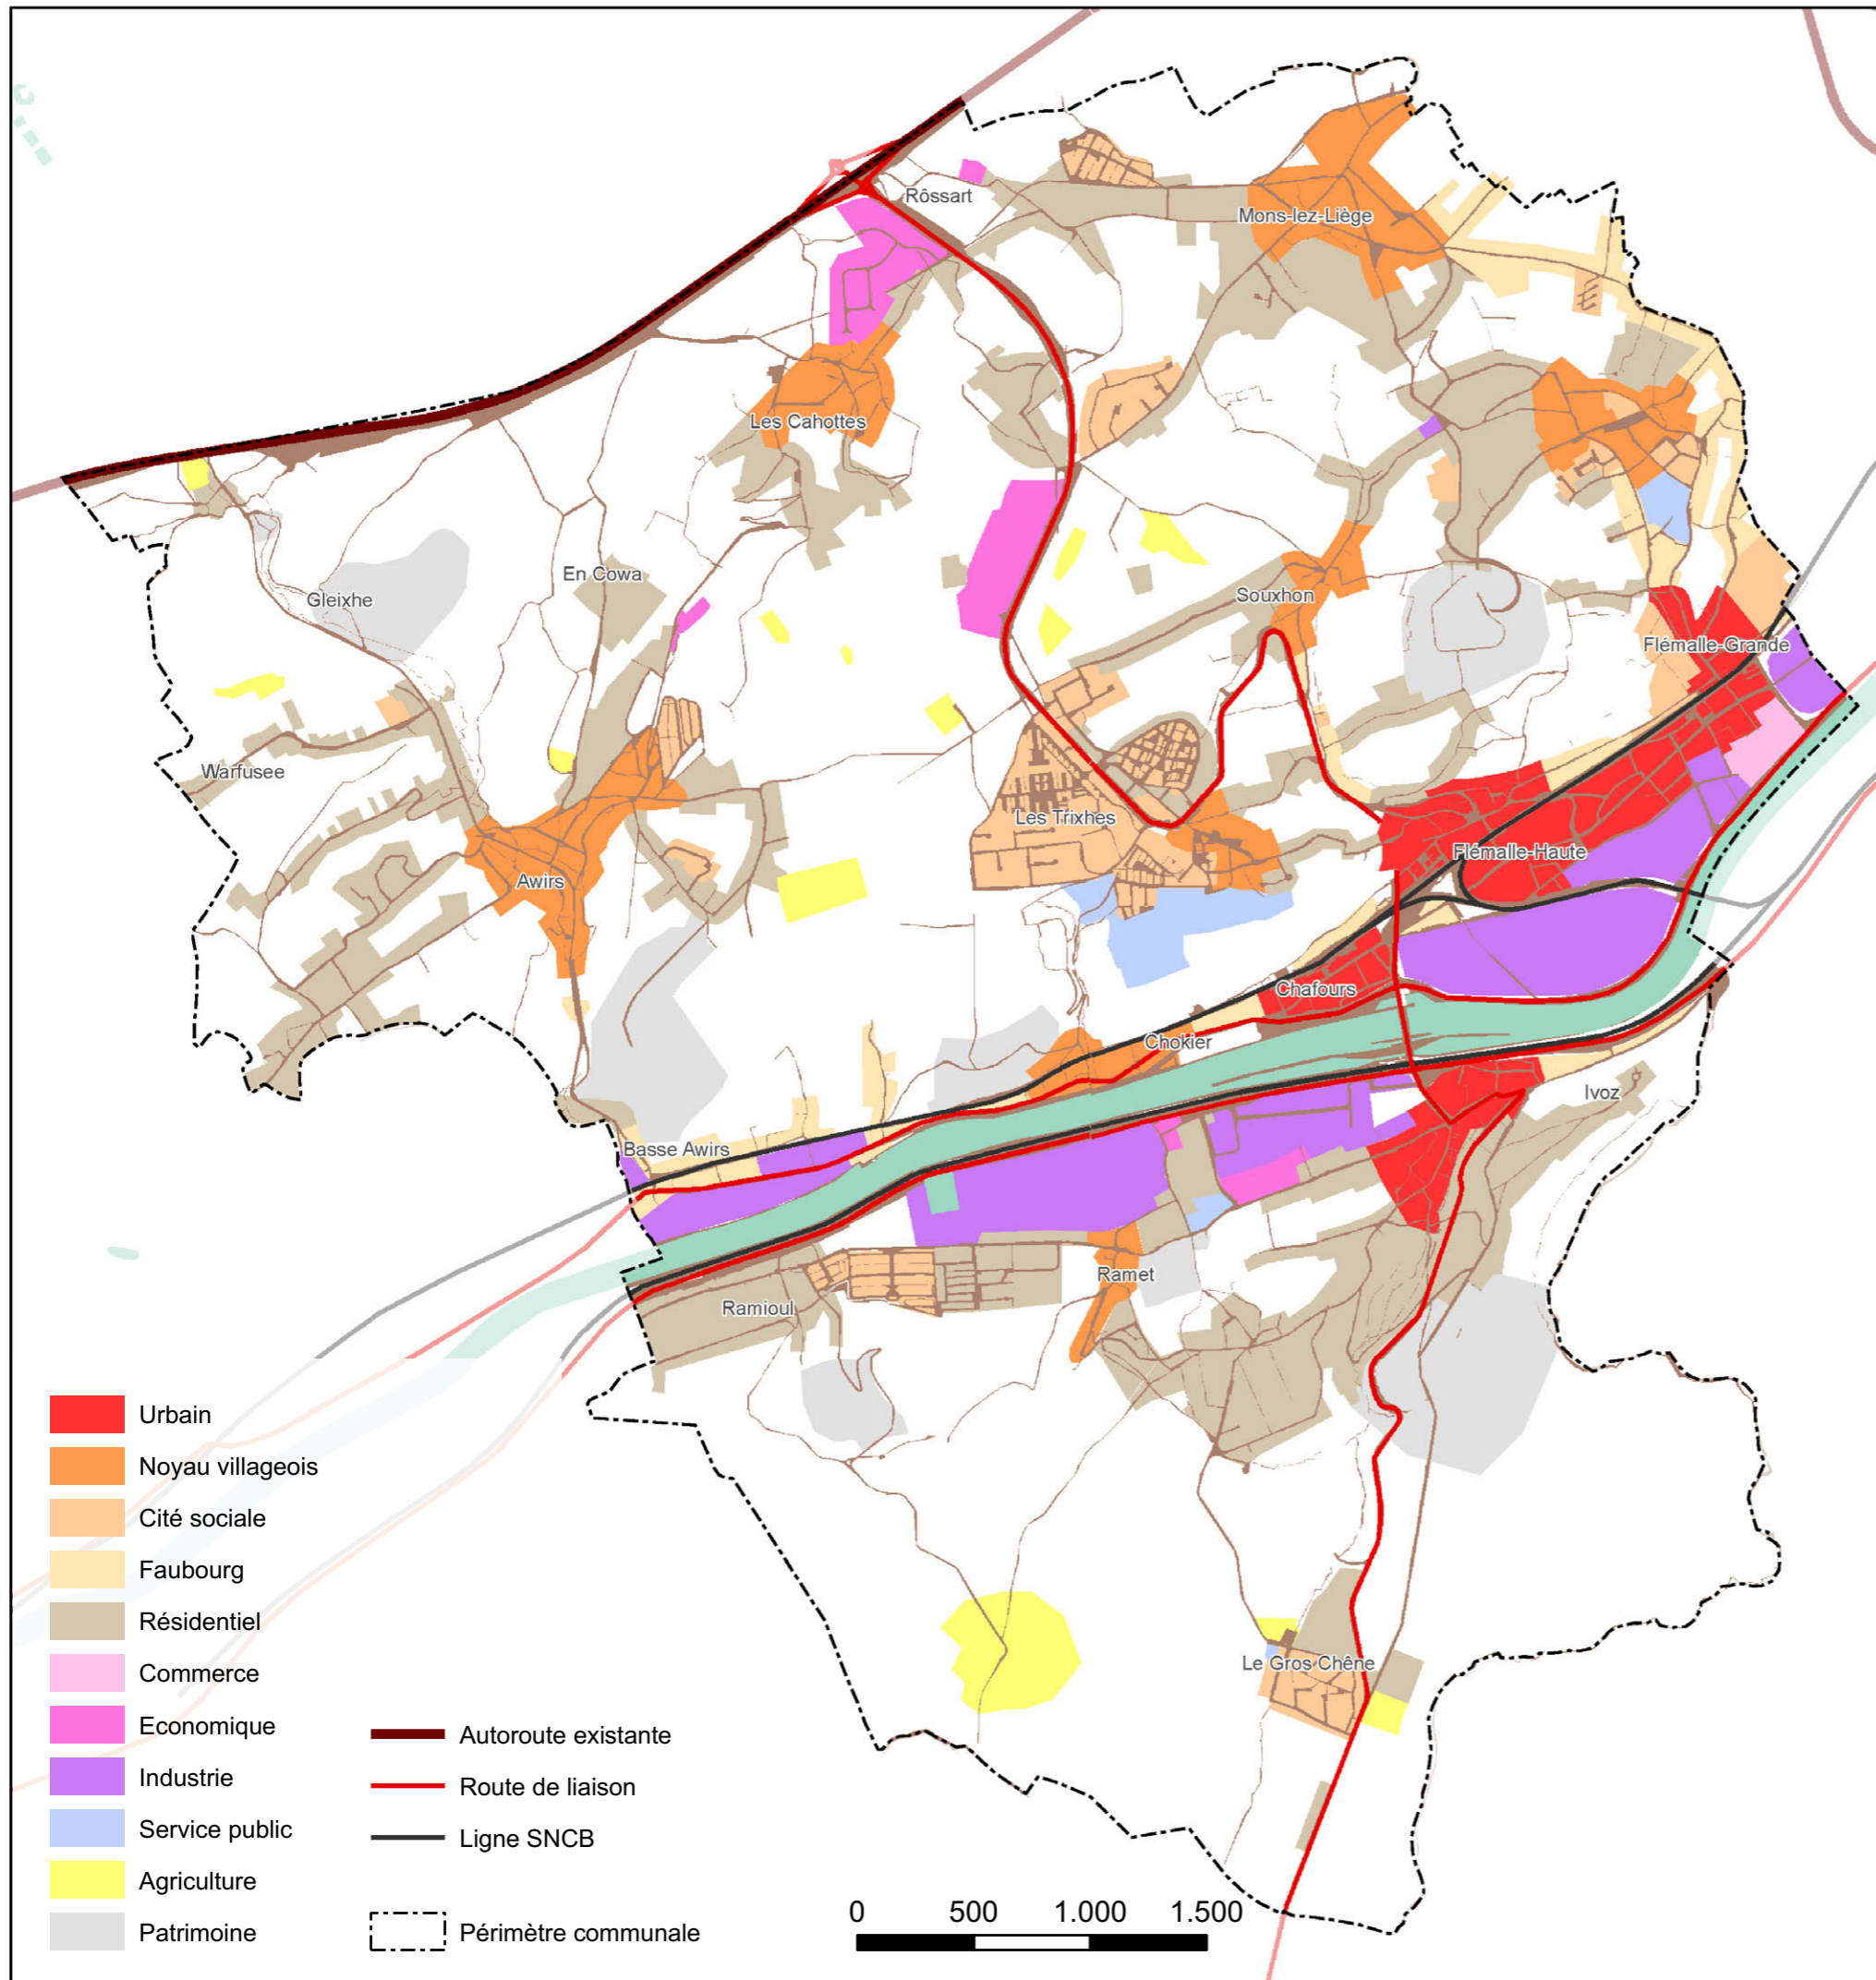 Rôssart
Mons-lez-Liège
Les Cahottes
En Cowa
Gleixhe
Souxhon
Flémalle-Grande
Warfusee
Les Trixhes
Flémalle-Haute
Awirs
Chafours
Chokier
Ivoz
Basse Awirs
Ramet
Ramioul
Le Gros Chêne
Urbain
Noyau villageois
Cité sociale
Faubourg
Résidentiel
Commerce
Economique
Industrie
Service public
Agriculture
Patrimoine
Autoroute existante
Route de liaison
Ligne SNCB
Périmètre communale
0 500 1.000 1.500